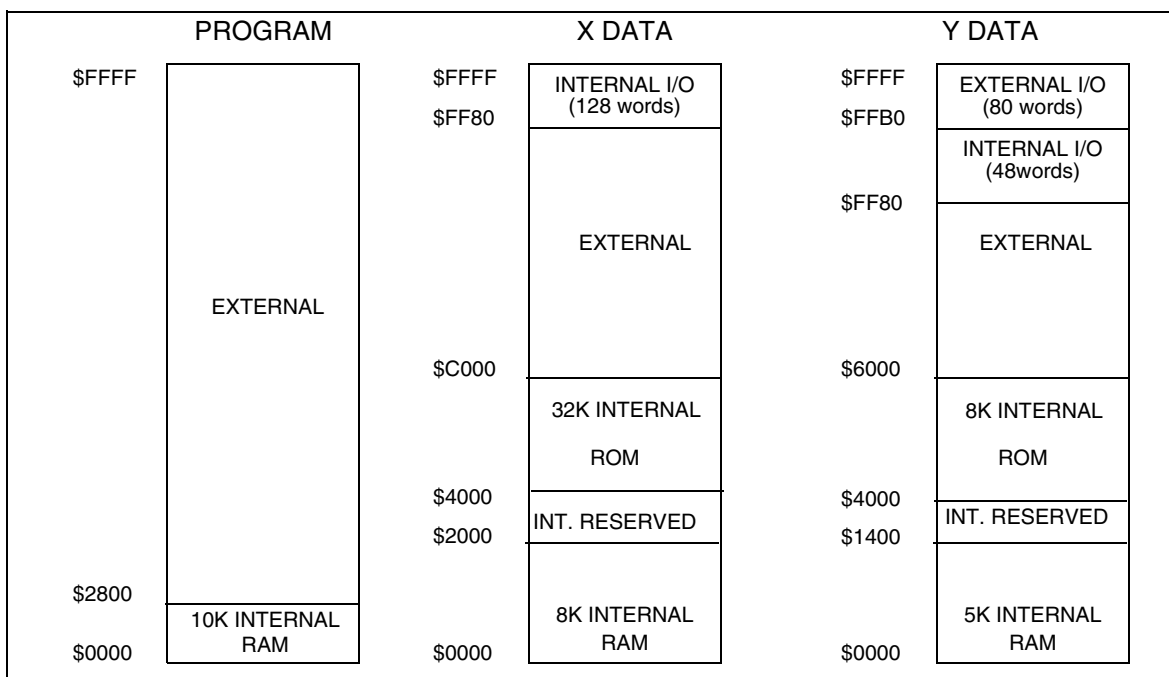 PROGRAM
$FFFF
EXTERNAL
$2800
10K INTERNAL
RAM
$0000
X DATA
$FFFF
INTERNAL I/O
(128 words)
$FF80
EXTERNAL
$C000
32K INTERNAL
ROM
$4000
INT. RESERVED
$2000
8K INTERNAL
RAM
$0000
Y DATA
$FFFF
EXTERNAL I/O
(80 words)
$FFB0
INTERNAL I/O
(48words)
$FF80
EXTERNAL
$6000
8K INTERNAL
ROM
$4000
INT. RESERVED
$1400
5K INTERNAL
RAM
$0000